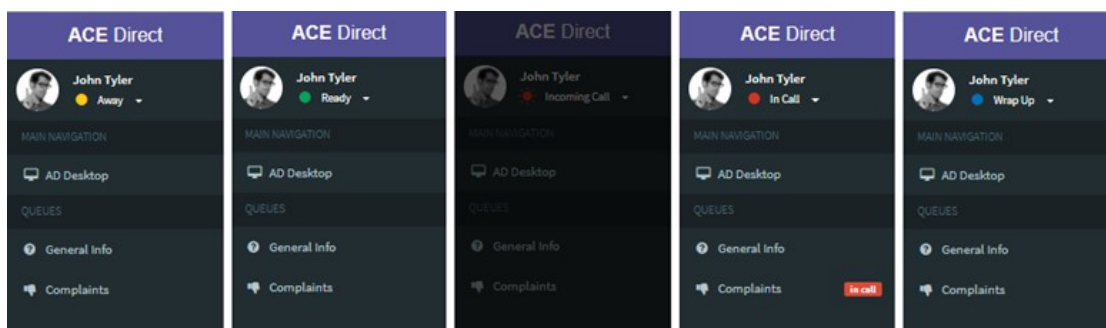 ACE Direct
John Tyler
Away
MAIN NAVIGATION
AD Desktop
QUEUES
General Info
Complaints
ACE Direct
John Tyler
Ready
MAIN NAVIGATION
AD Desktop
QUEUES
General Info
Complaints
ACE Direct
John Tyler
Incoming Call
MAIN NAVIGATION
AD Desktop
QUEUES
General Info
Complaints
ACE Direct
John Tyler
In Call
MAIN NAVIGATION
AD Desktop
QUEUES
General Info
Complaints in call
ACE Direct
John Tyler
Wrap Up
MAIN NAVIGATION
AD Desktop
QUEUES
General Info
Complaints